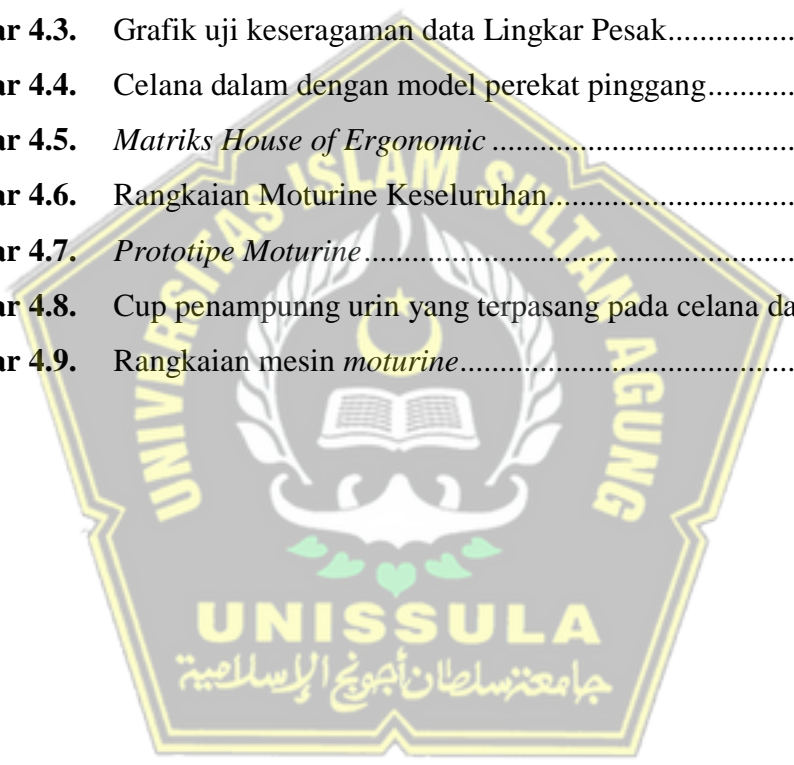 ar 4.3. Grafik uji keseragaman data Lingkar Pesak................
ar 4.4. Celana dalam dengan model perekat pinggang...........
ar 4.5. Matriks House of Ergonomic ......................................
ar 4.6. Rangkaian Moturine Keseluruhan...............................
ar 4.7. Prototipe Moturine......................................................
ar 4.8. Cup penampunng urin yang terpasang pada celana da
ar 4.9. Rangkaian mesin moturine..........................................
UNIVERSITAS ISLAM SULTAN AGUNG
UNISSULA
جامعة سلطان أجونج الإسلامية